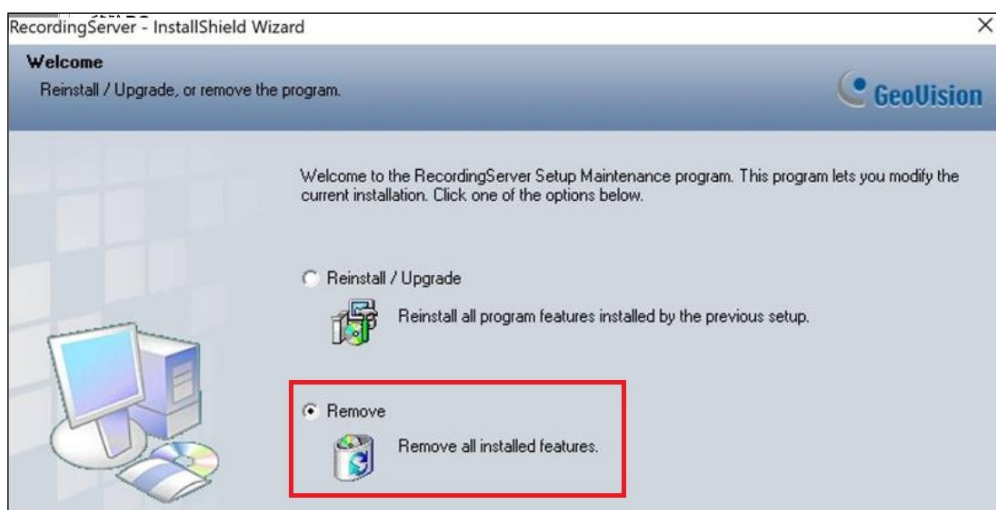 RecordingServer - InstallShield Wizard
Welcome
Reinstall / Upgrade, or remove the program.
GeoVision
Welcome to the RecordingServer Setup Maintenance program. This program lets you modify the
current installation. Click one of the options below.
Reinstall / Upgrade
Reinstall all program features installed by the previous setup.
Remove
Remove all installed features.